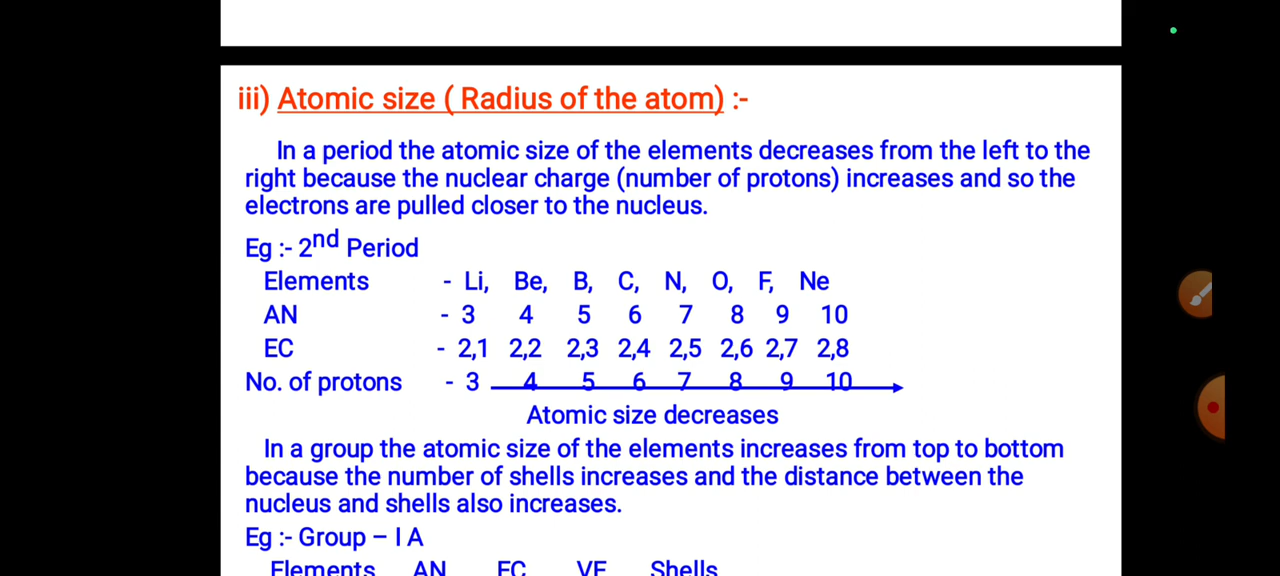 iii) Atomic size ( Radius of the atom) :-
In a period the atomic size of the elements decreases from the left to the
right because the nuclear charge (number of protons) increases and so the
electrons are pulled closer to the nucleus.
Eg :- 2nd Period
Elements - Li, Be, B, C, N, O, F, Ne
AN - 3 4 5 6 7 8 9 10
EC - 2,1 2,2 2,3 2,4 2,5 2,6 2,7 2,8
No. of protons - 3 4 5 6 7 8 9 10
Atomic size decreases
In a group the atomic size of the elements increases from top to bottom
because the number of shells increases and the distance between the
nucleus and shells also increases.
Eg :- Group – I A
Elements AN EC VE Shells